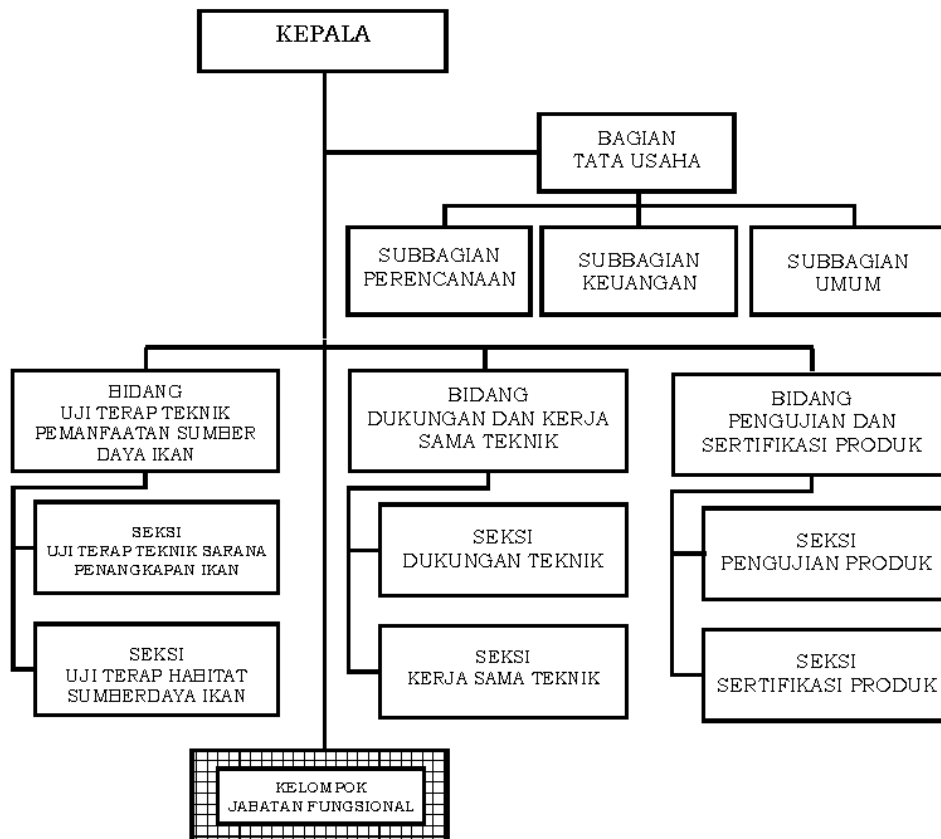 KEPALA
BAGIAN
TATA USAHA
SUBBAGIAN
PERENCANAAN
SUBBAGIAN
KEUANGAN
SUBBAGIAN
UMUM
BIDANG
UJI TERAP TEKNIK
PEMANFAATAN SUMBER
DAYA IKAN
SEKSI
UJI TERAP TEKNIK SARANA
PENANGKAPAN IKAN
SEKSI
UJI TERAP HABITAT
SUMBERDAYA IKAN
BIDANG
DUKUNGAN DAN KERJA
SAMA TEKNIK
SEKSI
DUKUNGAN TEKNIK
SEKSI
KERJA SAMA TEKNIK
BIDANG
PENGUJIAN DAN
SERTIFIKASI PRODUK
SEKSI
PENGUJIAN PRODUK
SEKSI
SERTIFIKASI PRODUK
KELOMPOK
JABATAN FUNGSIONAL